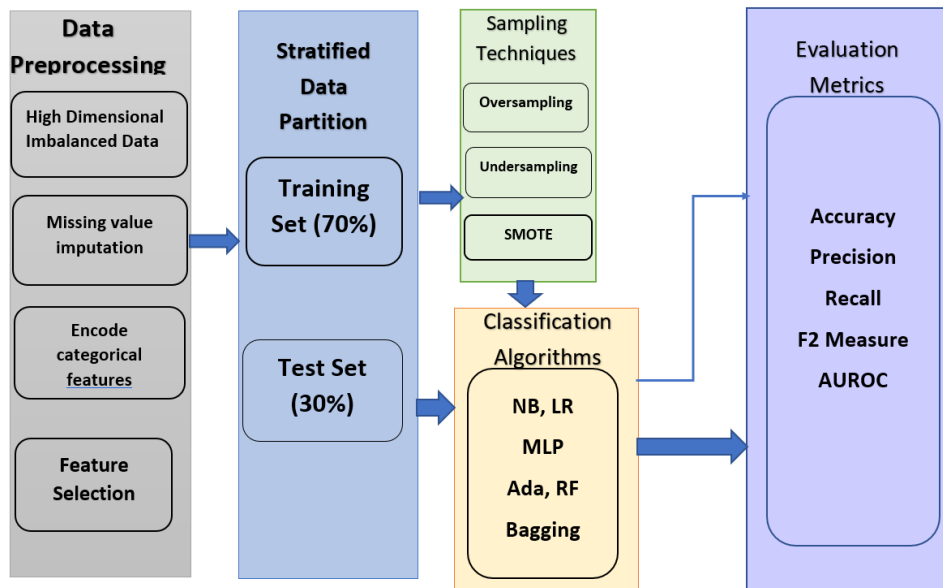 Data
Preprocessing
High Dimensional
Imbalanced Data
Missing value
imputation
Encode
categorical
features
Feature
Selection
Stratified
Data
Partition
Training
Set (70%)
Test Set
(30%)
Sampling
Techniques
Oversampling
Undersampling
SMOTE
Classification
Algorithms
NB, LR
MLP
Ada, RF
Bagging
Evaluation
Metrics
Accuracy
Precision
Recall
F2 Measure
AUROC